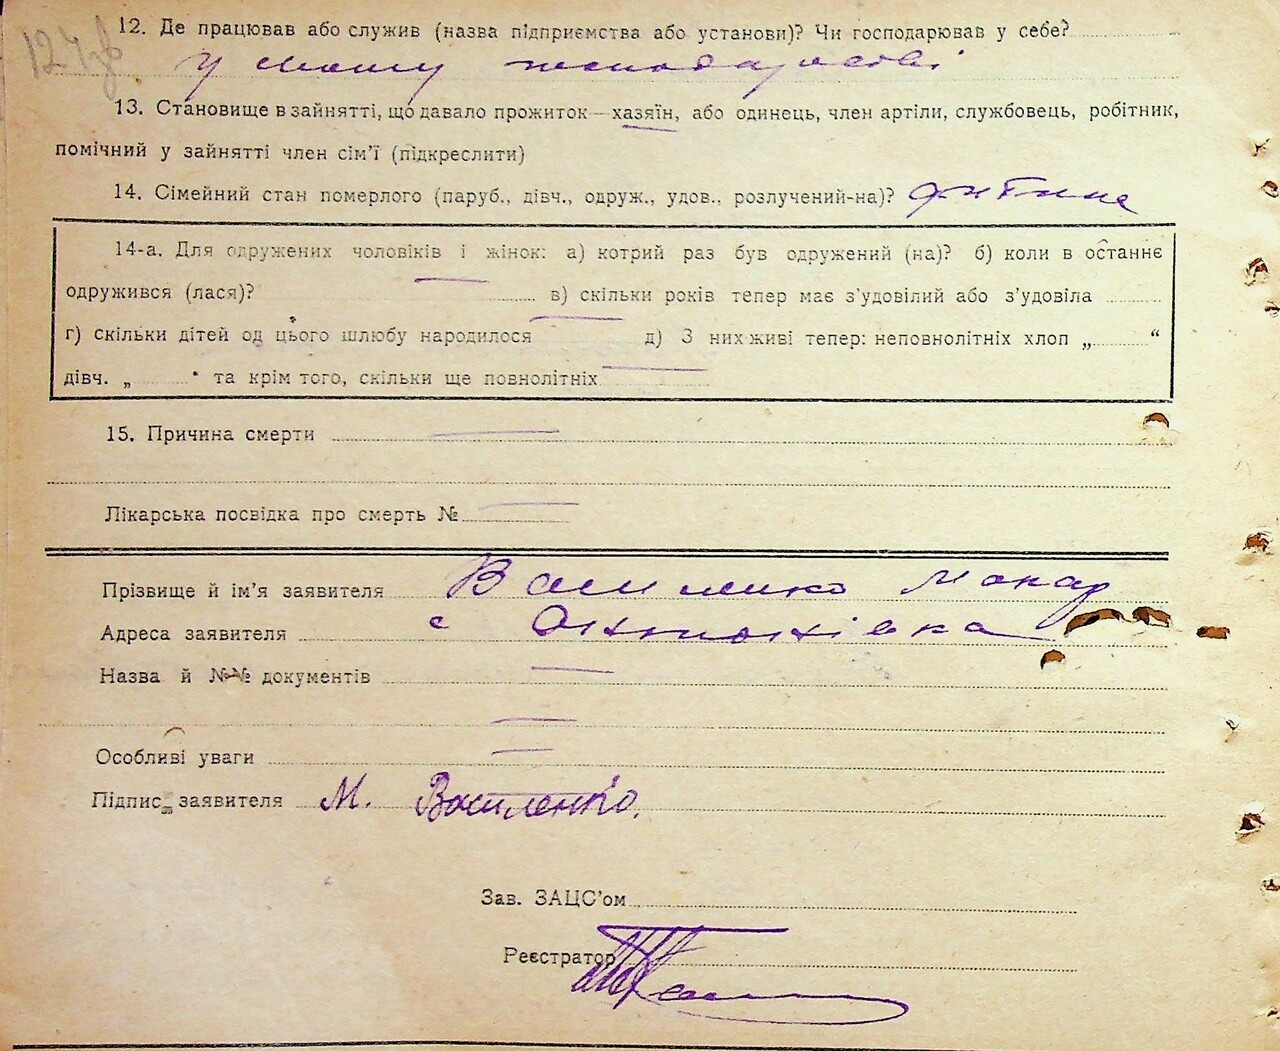 124 зв
12. Де працював або служив (назва підприємства або установи)? Чи господарював у себе?
у своему господарстві
13. Становище в зайнятті, що давало прожиток — хазяїн, або одинець, член артіли, службовець, робітник,
помічний у зайнятті член сім'ї (підкреслити)
14. Сімейний стан померлого (паруб., дівч., одруж., удов., розлучений-на)? дитина
14-а. Для одружених чоловіків і жінок: а) котрий раз був одружений (на)? б) коли в останнє
одружився (лася)? в) скільки років тепер має з'удовілий або з'удовіла
г) скільки дітей од цього шлюбу народилося д) З них живі тепер: неповнолітніх хлоп „ “
дівч. „ “ та крім того, скільки ще повнолітніх
15. Причина смерти
Лікарська посвідка про смерть №
Прізвище й ім'я заявителя Василенко Макар
Адреса заявителя с
Назва й №№ документів
Особливі уваги
Підпис заявителя М. Василенко.
Зав. ЗАЦС'ом
Реєстратор